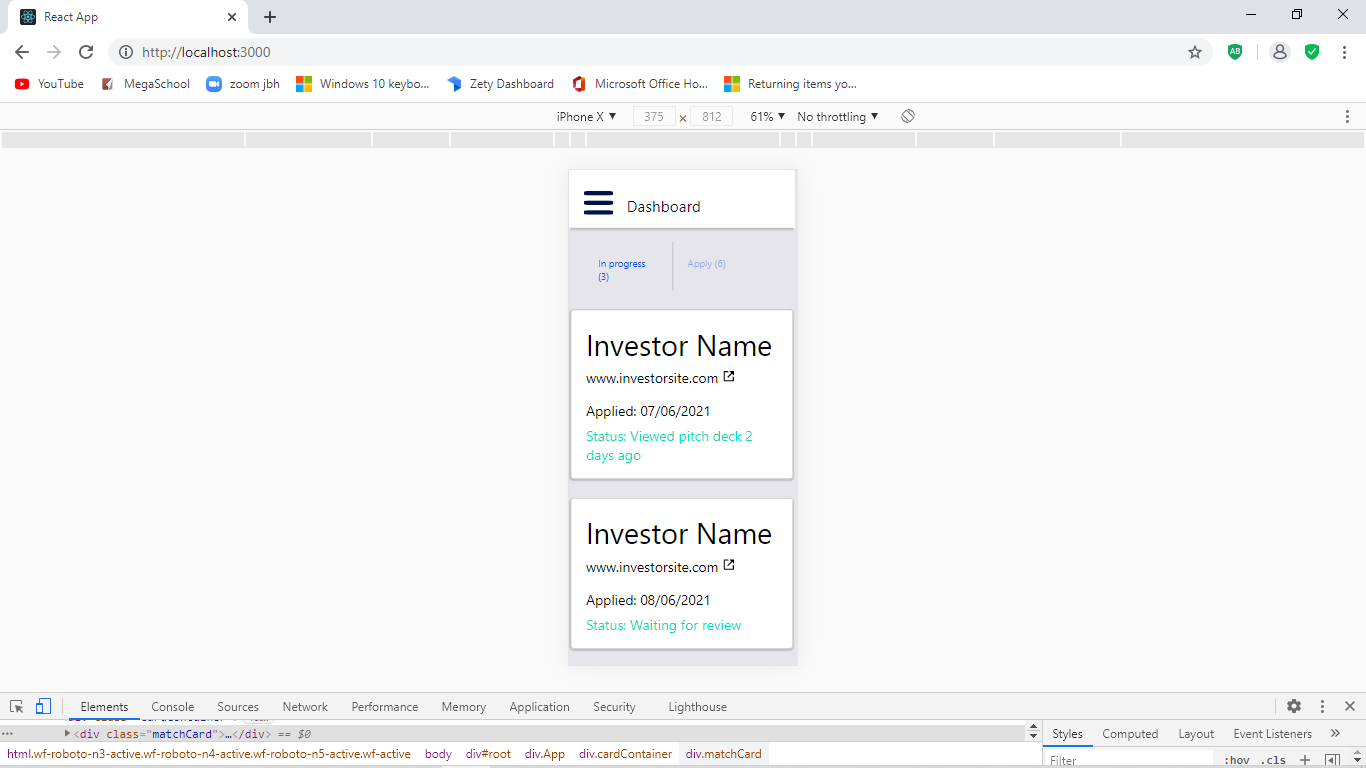 React App
http://localhost:3000
YouTube MegaSchool zoom jbh Windows 10 keybo... Zety Dashboard Microsoft Office Ho... Returning items yo...
iPhone X 375 × 812 61% No throttling
Dashboard
In progress
(3)
Apply (6)
Investor Name
www.investorsite.com
Applied: 07/06/2021
Status: Viewed pitch deck 2
days ago
Investor Name
www.investorsite.com
Applied: 08/06/2021
Status: Waiting for review
Elements Console Sources Network Performance Memory Application Security Lighthouse
<div class="matchCard">…</div> == $0
html.wf-roboto-n3-active.wf-roboto-n4-active.wf-roboto-n5-active.wf-active body div#root div.App div.cardContainer div.matchCard
Styles Computed Layout Event Listeners
Filter :hov .cls